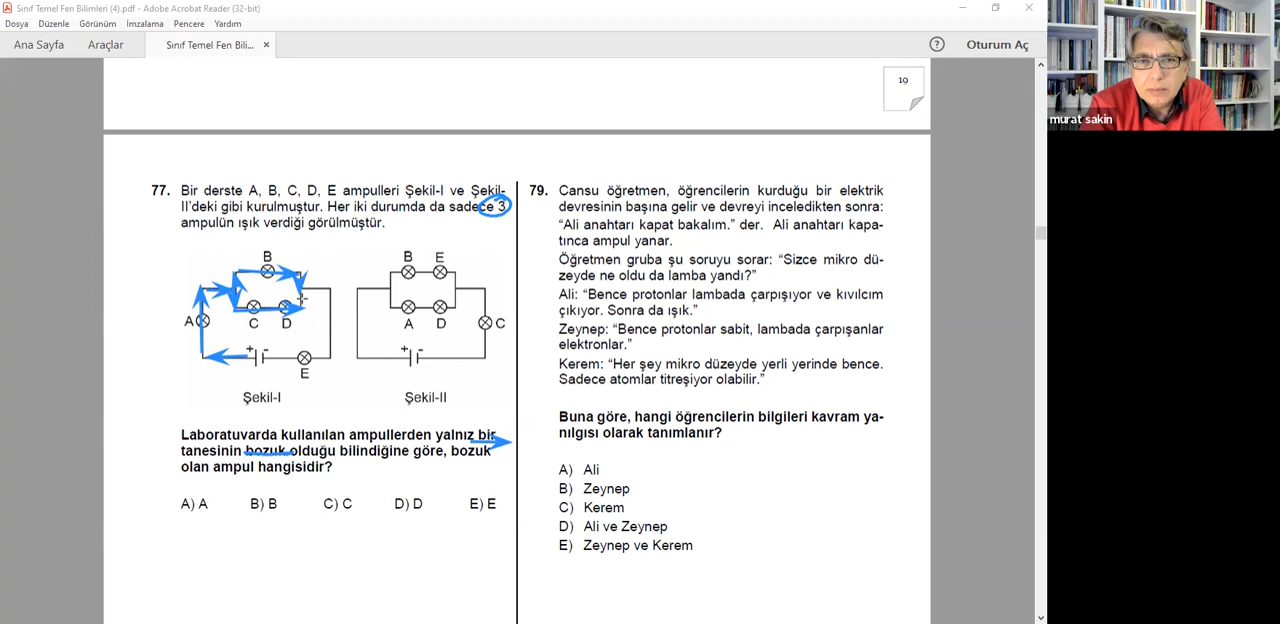 Sınıf Temel Fen Bilimleri (4).pdf - Adobe Acrobat Reader (32-bit)
Dosya Düzenle Görünüm İmzalama Pencere Yardım
Ana Sayfa Araçlar Sınıf Temel Fen Bili... × ? Oturum Aç
murat sakin
19
77. Bir derste A, B, C, D, E ampulleri Şekil-I ve Şekil-
II'deki gibi kurulmuştur. Her iki durumda da sadece 3
ampulün ışık verdiği görülmüştür.
B
A
C D
+ -
E
Şekil-I
B E
A D
C
+ -
Şekil-II
Laboratuvarda kullanılan ampullerden yalnız bir
tanesinin bozuk olduğu bilindiğine göre, bozuk
olan ampul hangisidir?
A) A B) B C) C D) D E) E
79. Cansu öğretmen, öğrencilerin kurduğu bir elektrik
devresinin başına gelir ve devreyi inceledikten sonra:
“Ali anahtarı kapat bakalım.” der. Ali anahtarı kapa-
tınca ampul yanar.
Öğretmen gruba şu soruyu sorar: “Sizce mikro dü-
zeyde ne oldu da lamba yandı?”
Ali: “Bence protonlar lambada çarpışıyor ve kıvılcım
çıkıyor. Sonra da ışık.”
Zeynep: “Bence protonlar sabit, lambada çarpışanlar
elektronlar.”
Kerem: “Her şey mikro düzeyde yerli yerinde bence.
Sadece atomlar titreşiyor olabilir.”
Buna göre, hangi öğrencilerin bilgileri kavram ya-
nılgısı olarak tanımlanır?
A) Ali
B) Zeynep
C) Kerem
D) Ali ve Zeynep
E) Zeynep ve Kerem